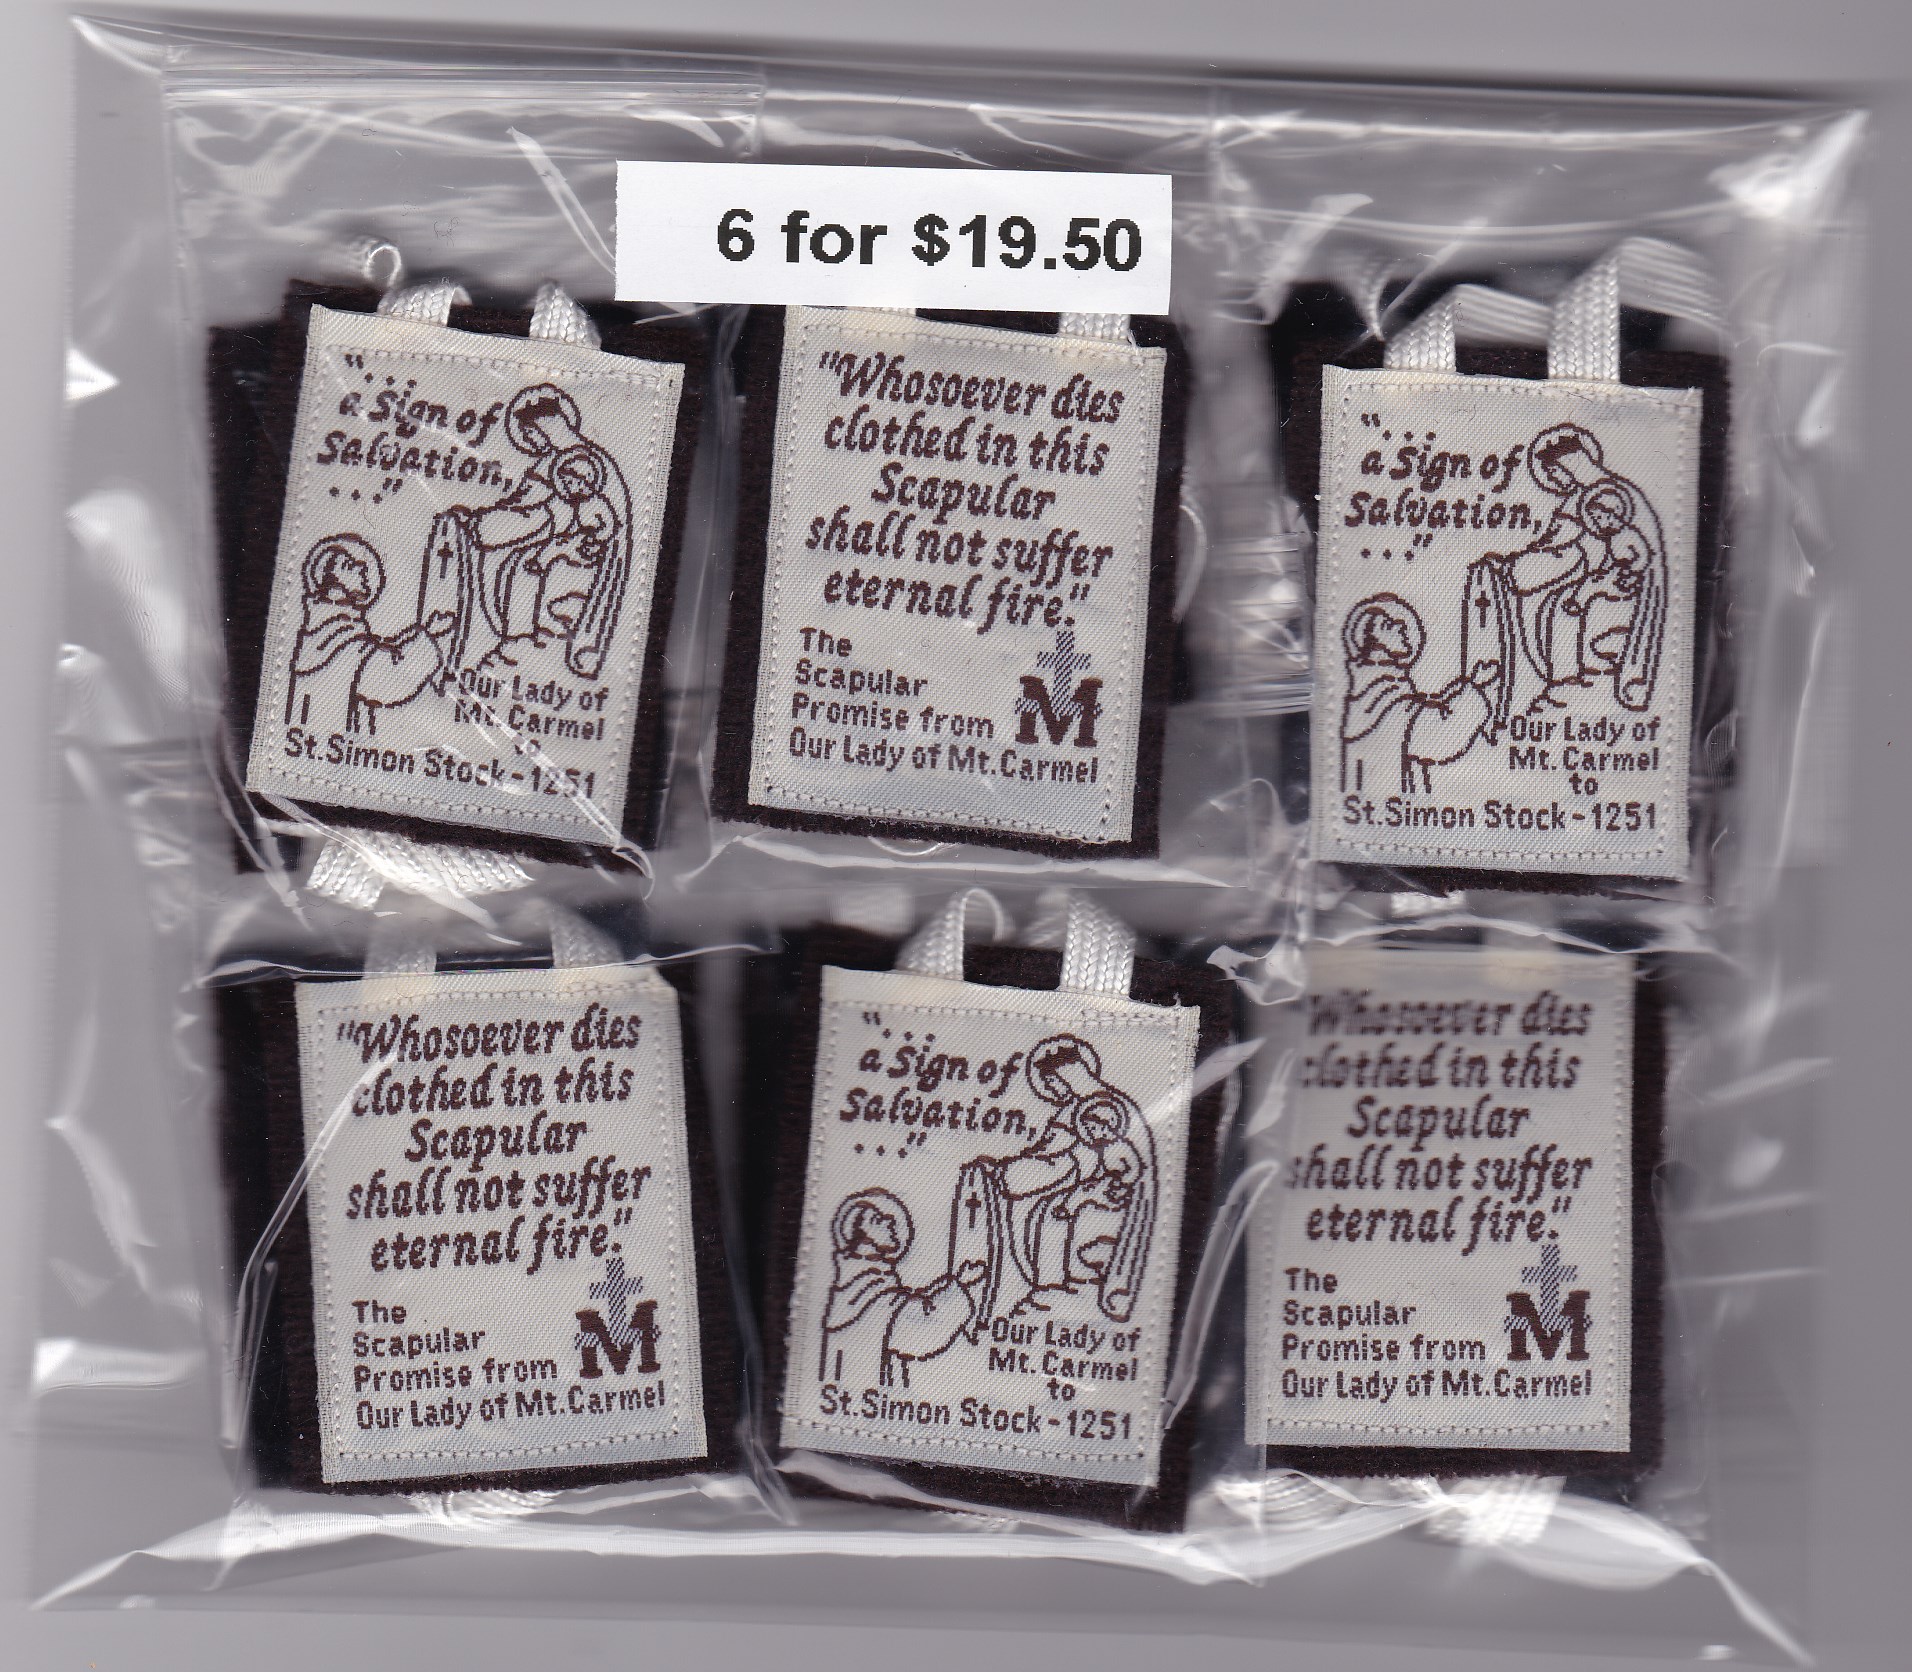 6 for $19.50
"...
a Sign of
Salvation,
..."
Our Lady of
Mt. Carmel
to
St.Simon Stock-1251
"Whosoever dies
clothed in this
Scapular
shall not suffer
eternal fire."
The
Scapular
Promise from
Our Lady of Mt.Carmel
M
"...
a Sign of
Salvation,
..."
Our Lady of
Mt. Carmel
to
St.Simon Stock-1251
"Whosoever dies
clothed in this
Scapular
shall not suffer
eternal fire."
The
Scapular
Promise from
Our Lady of Mt.Carmel
M
"...
a Sign of
Salvation,
..."
Our Lady of
Mt. Carmel
to
St.Simon Stock-1251
"Whosoever dies
clothed in this
Scapular
shall not suffer
eternal fire."
The
Scapular
Promise from
Our Lady of Mt.Carmel
M